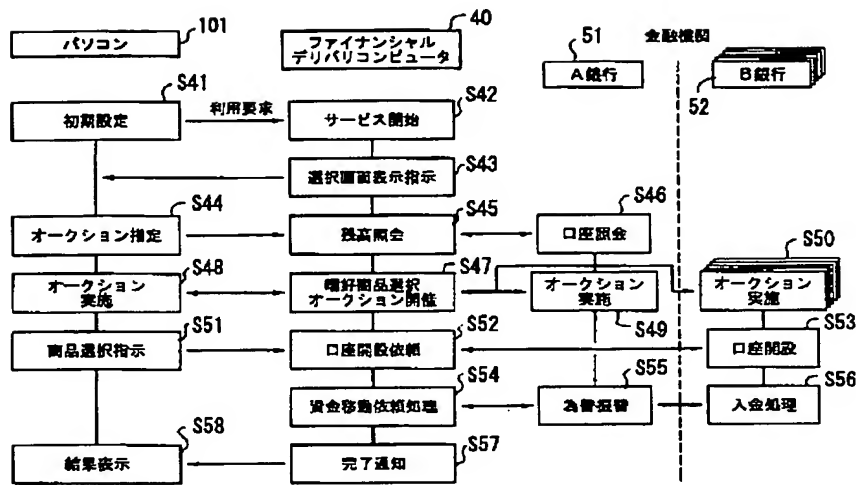 パソコン
101
ファイナンシャル
デリバリコンピュータ
40
51
A銀行
金融機関
52
B銀行
S41
初期設定
利用要求
S42
サービス開始
S43
選択画面表示指示
S44
オークション指定
S45
残高照会
S46
口座照会
S48
オークション
実施
S47
嗜好商品選択
オークション開催
オークション
実施
S49
S50
オークション
実施
S51
商品選択指示
S52
口座開設依頼
S53
口座開設
S54
資金移動依頼処理
S55
為替振替
S56
入金処理
S58
結果表示
S57
完了通知